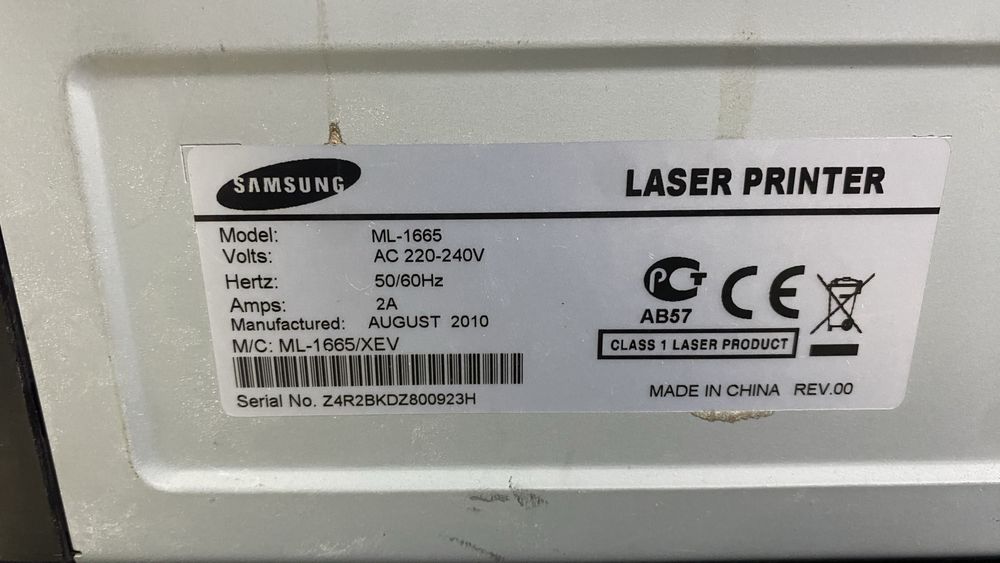 SAMSUNG
LASER PRINTER
Model: ML-1665
Volts: AC 220-240V
Hertz: 50/60Hz
Amps: 2A
Manufactured: AUGUST 2010
M/C: ML-1665/XEV
Serial No. Z4R2BKDZ800923H
РСТ
AB57
CE
CLASS 1 LASER PRODUCT
MADE IN CHINA REV.00